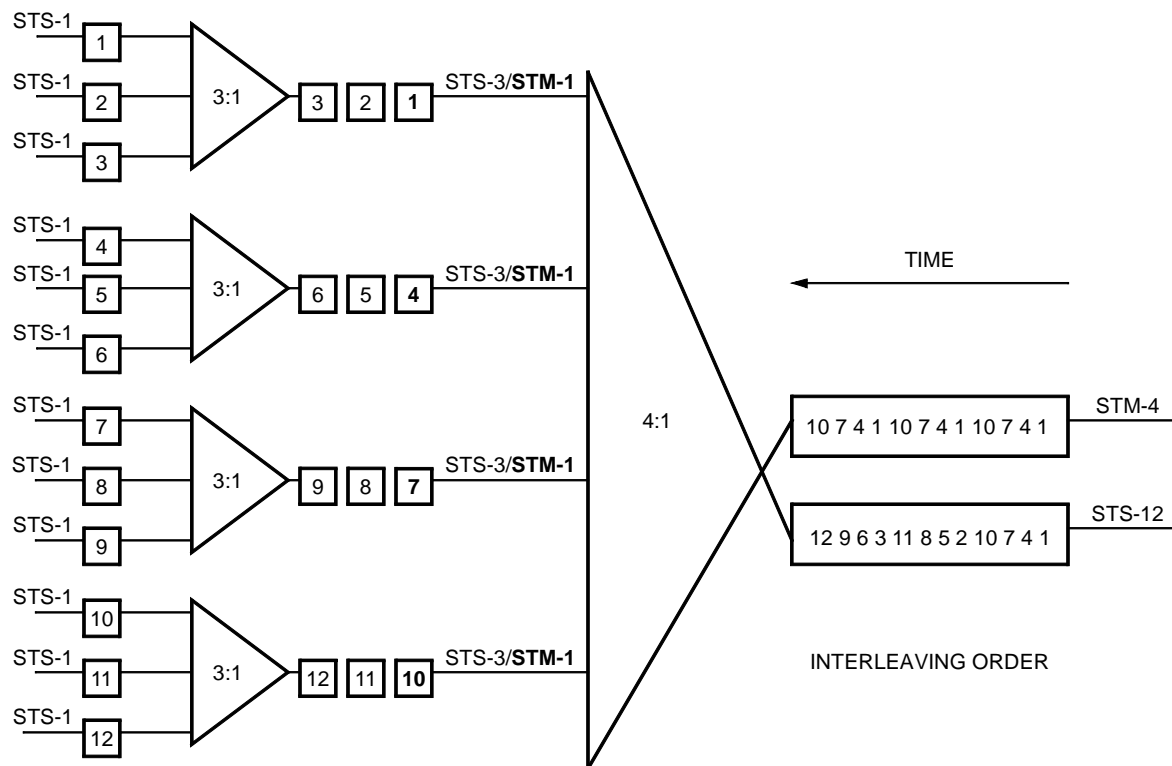 STS-1
1
STS-1
2
3:1
3 2 1
STS-3/STM-1
STS-1
3
STS-1
4
STS-1
5
3:1
6 5 4
STS-3/STM-1
STS-1
6
TIME
STS-1
7
STS-1
8
3:1
9 8 7
STS-3/STM-1
STS-1
9
4:1
10 7 4 1 10 7 4 1 10 7 4 1
STM-4
12 9 6 3 11 8 5 2 10 7 4 1
STS-12
STS-1
10
STS-1
11
3:1
12 11 10
STS-3/STM-1
STS-1
12
INTERLEAVING ORDER